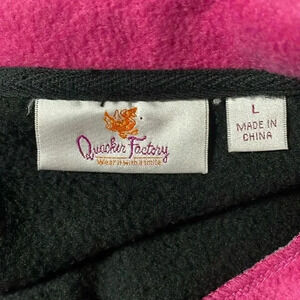 Quacker Factory
Wear it with a smile
L
MADE IN
CHINA